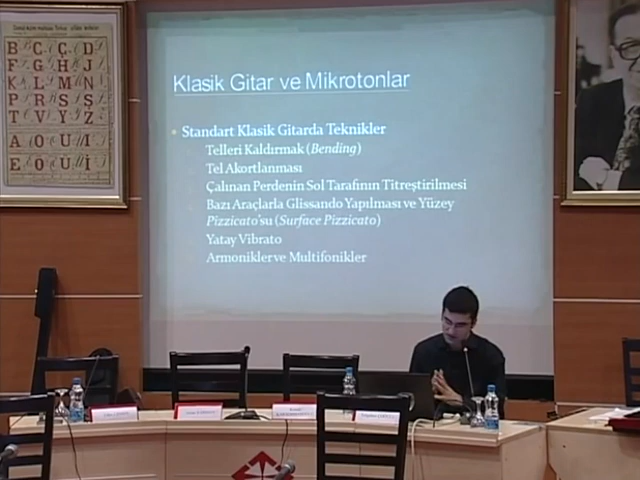 Klasik Gitar ve Mikrotonlar
Standart Klasik Gitarda Teknikler
Telleri Kaldırmak (Bending)
Tel Akortlanması
Çalınan Perdenin Sol Tarafının Titreştirilmesi
Bazı Araçlarla Glissando Yapılması ve Yüzey
Pizzicato'su (Surface Pizzicato)
Yatay Vibrato
Armonikler ve Multifonikler
B C Ç D
F G H J
K L M N
P R S Ş
T V Y Z
A O U I
E Ö Ü İ